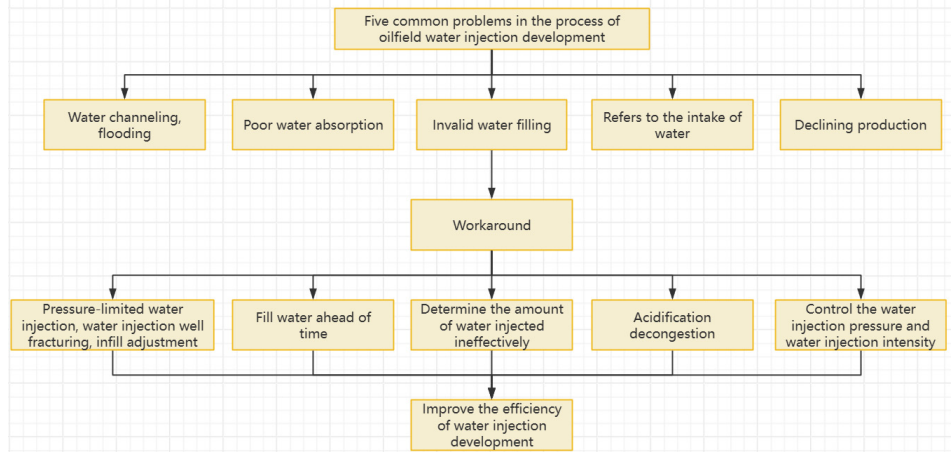 Five common problems in the process of
oilfield water injection development
Water channeling,
flooding
Poor water absorption
Invalid water filling
Refers to the intake of
water
Declining production
Workaround
Pressure-limited water
injection, water injection well
fracturing, infill adjustment
Fill water ahead of
time
Determine the amount
of water injected
ineffectively
Acidification
decongestion
Control the water
injection pressure and
water injection intensity
Improve the efficiency
of water injection
development